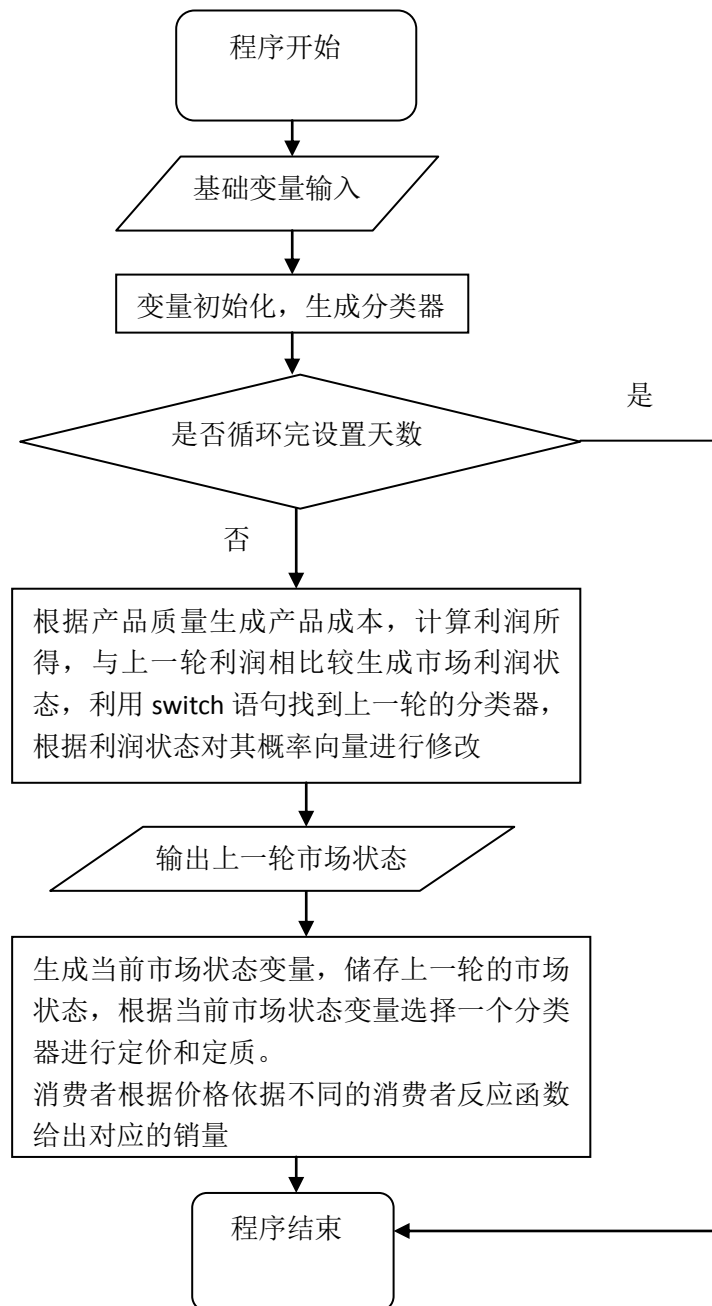 程序开始
基础变量输入
变量初始化，生成分类器
是
是否循环完设置天数
否
根据产品质量生成产品成本，计算利润所
得，与上一轮利润相比较生成市场利润状
态，利用 switch 语句找到上一轮的分类器，
根据利润状态对其概率向量进行修改
输出上一轮市场状态
生成当前市场状态变量，储存上一轮的市场
状态，根据当前市场状态变量选择一个分类
器进行定价和定质。
消费者根据价格依据不同的消费者反应函数
给出对应的销量
程序结束